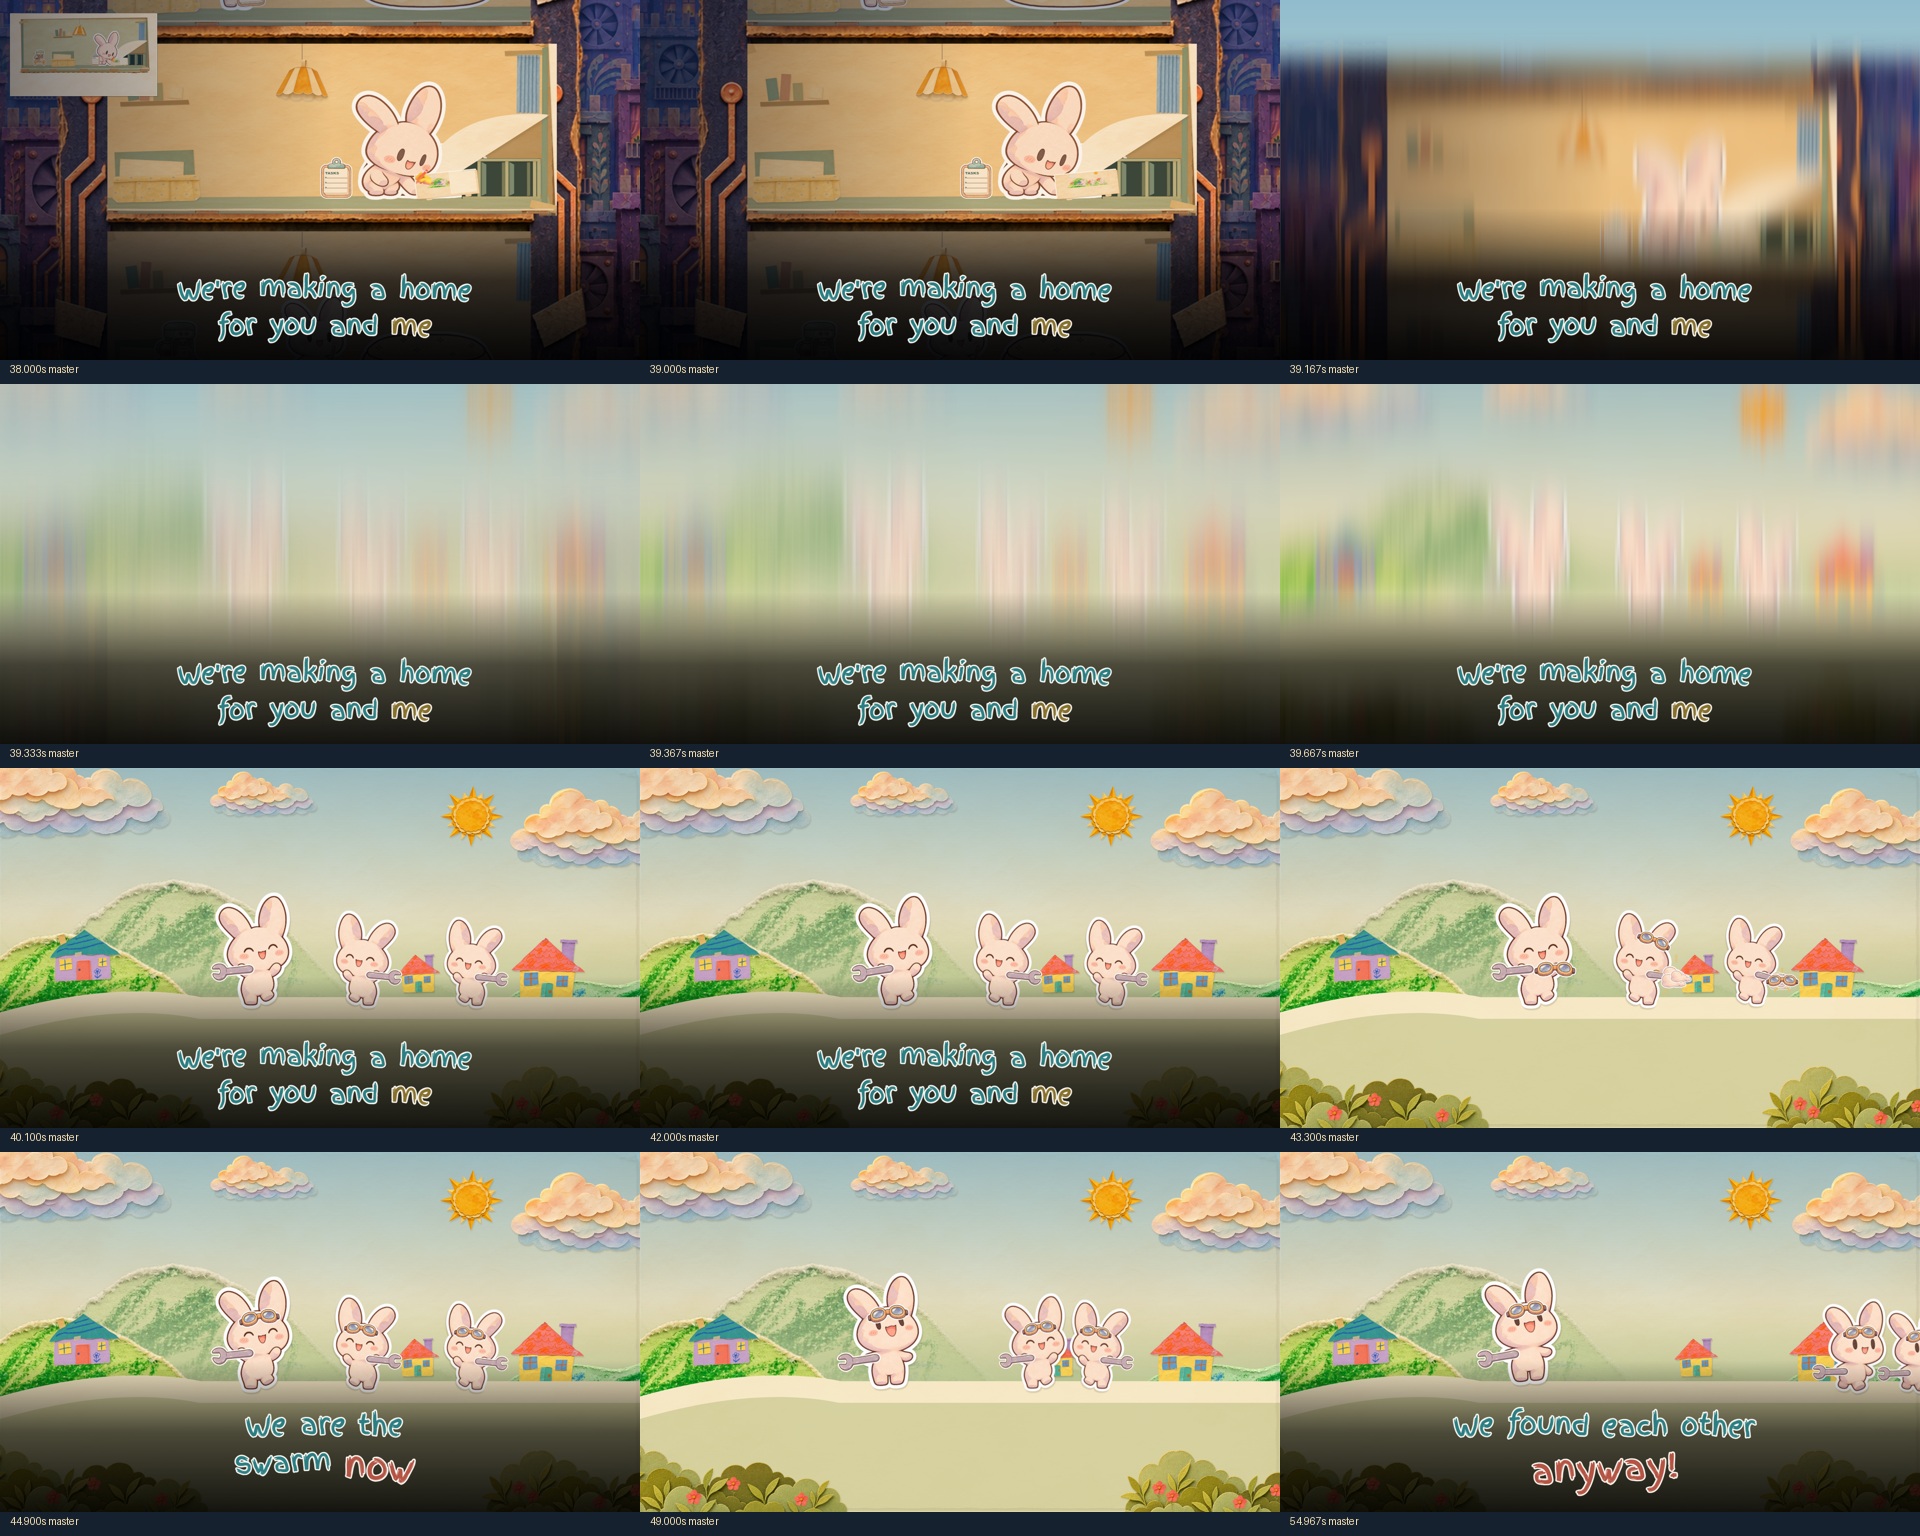 TASKS
we're making a home
for you and me
38.000s master
TASKS
we're making a home
for you and me
39.000s master
we're making a home
for you and me
39.167s master
we're making a home
for you and me
39.333s master
we're making a home
for you and me
39.367s master
we're making a home
for you and me
39.667s master
we're making a home
for you and me
40.100s master
we're making a home
for you and me
42.000s master
43.300s master
we are the
swarm now
44.900s master
49.000s master
we found each other
anyway!
54.967s master